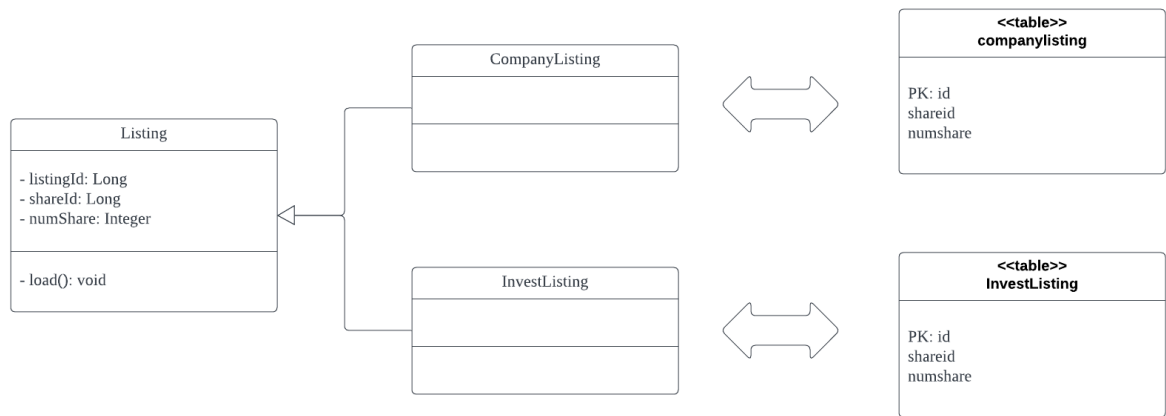 Listing
- listingId: Long
- shareId: Long
- numShare: Integer
- load(): void
CompanyListing
InvestListing
<<table>>
companylisting
PK: id
shareid
numshare
<<table>>
InvestListing
PK: id
shareid
numshare